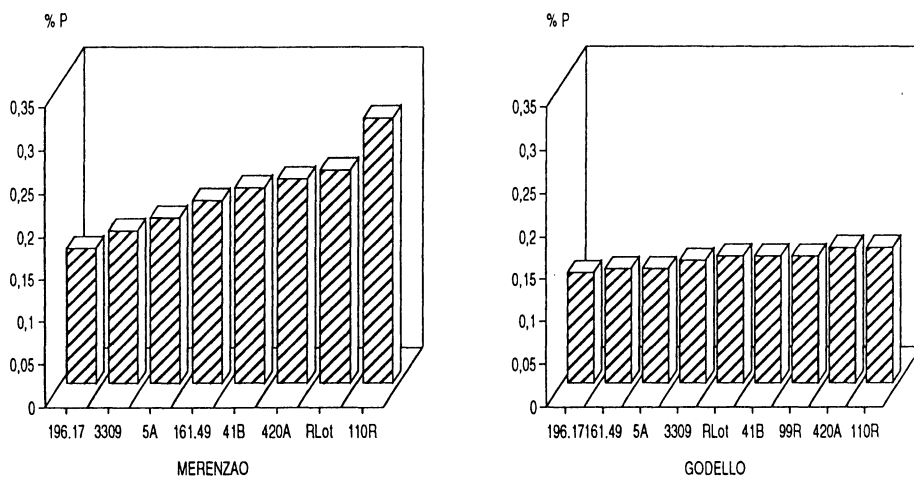 % P
0,35
0,3
0,25
0,2
0,15
0,1
0,05
0
196.17 3309 5A 161.49 41B 420A RLot 110R
MERENZAO
% P
0,35
0,3
0,25
0,2
0,15
0,1
0,05
0
196.17161.49 5A 3309 RLot 41B 99R 420A 110R
GODELLO